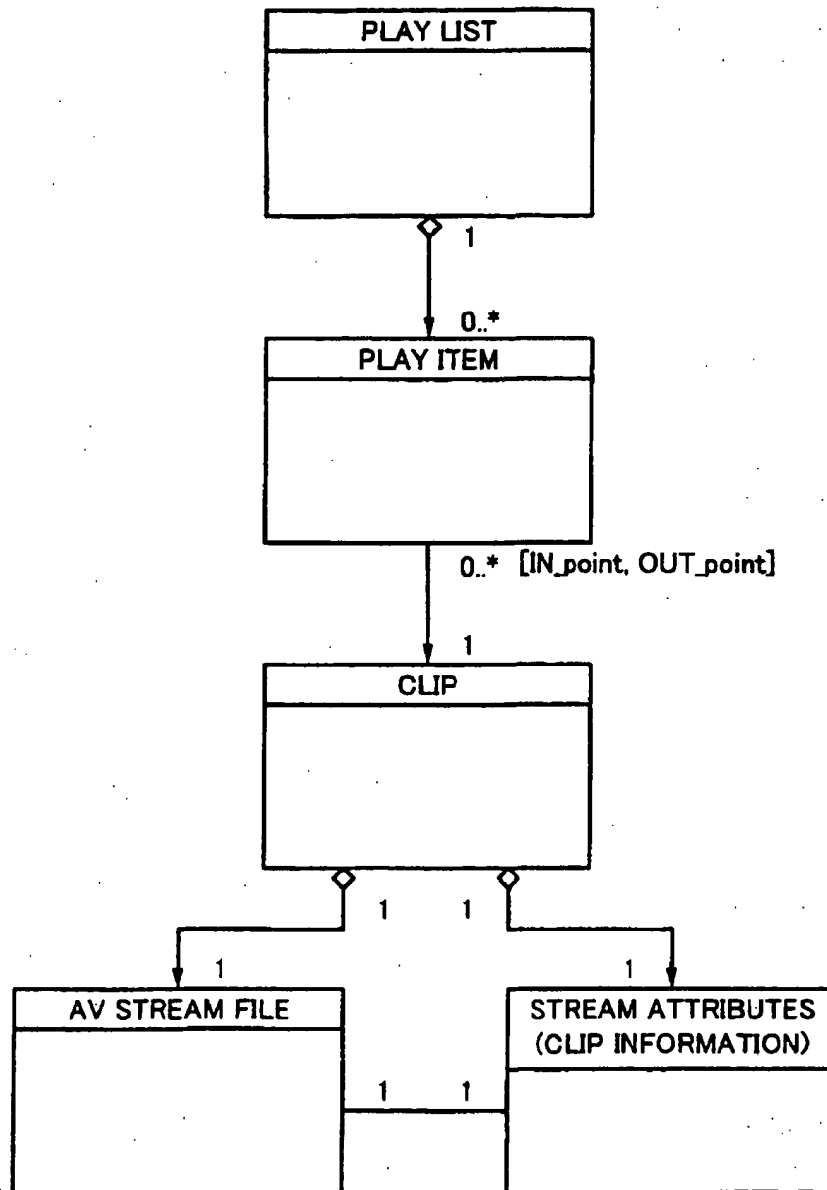 PLAY LIST
1
0..*
PLAY ITEM
0..* [IN_point, OUT_point]
1
CLIP
1 1
1 1
AV STREAM FILE
STREAM ATTRIBUTES
(CLIP INFORMATION)
1 1